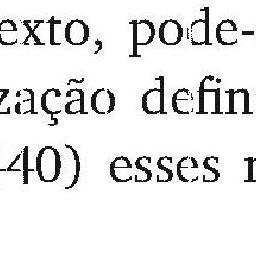 exto, pode-
zação defin
40) esses